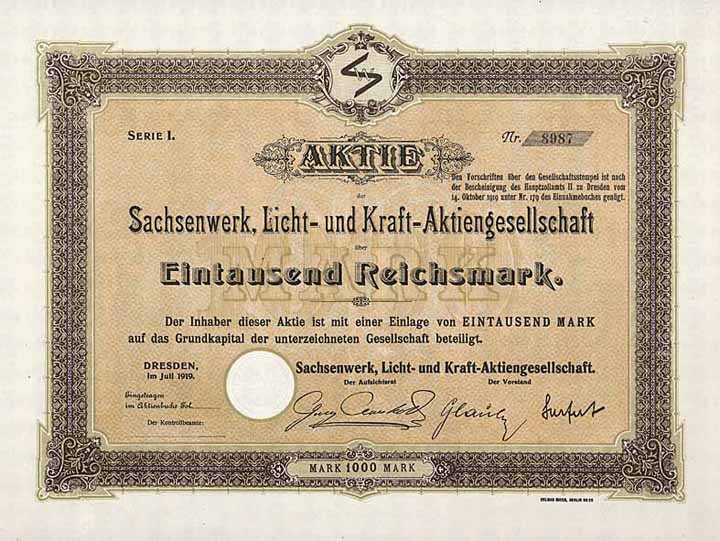 SERIE I.
Nr. 8987
AKTIE
Den Vorschriften über den Gesellschaftsstempel ist nach
der Bescheinigung des Hauptzollamts II zu Dresden vom
14. Oktober 1919 unter Nr. 179 des Einnahmebuches genügt.
der
Sachsenwerk, Licht- und Kraft-Aktiengesellschaft
über
MARK
Eintausend Reichsmark.
Der Inhaber dieser Aktie ist mit einer Einlage von EINTAUSEND MARK
auf das Grundkapital der unterzeichneten Gesellschaft beteiligt.
DRESDEN,
im Juli 1919.
Sachsenwerk, Licht- und Kraft-Aktiengesellschaft.
Der Aufsichtsrat
Der Vorstand
Eingetragen
im Aktienbuche Fol.
Der Kontrollbeamte:
MARK 1000 MARK